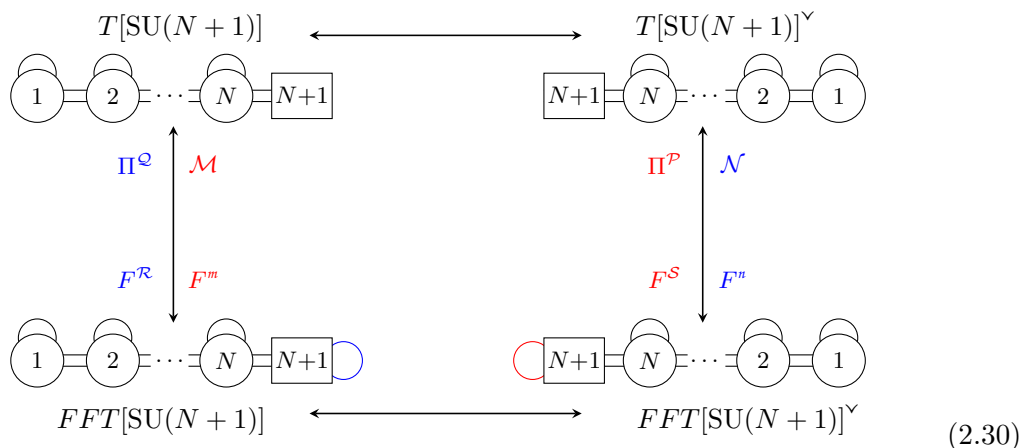 T[SU(N + 1)] T[SU(N + 1)]ˇ
1 2 ··· N N+1 N+1 N ··· 2 1
Π^𝒬 ℳ Π^𝒫 𝒩
F^ℛ F^m F^𝒮 F^n
1 2 ··· N N+1 N+1 N ··· 2 1
FFT[SU(N + 1)] FFT[SU(N + 1)]ˇ
(2.30)